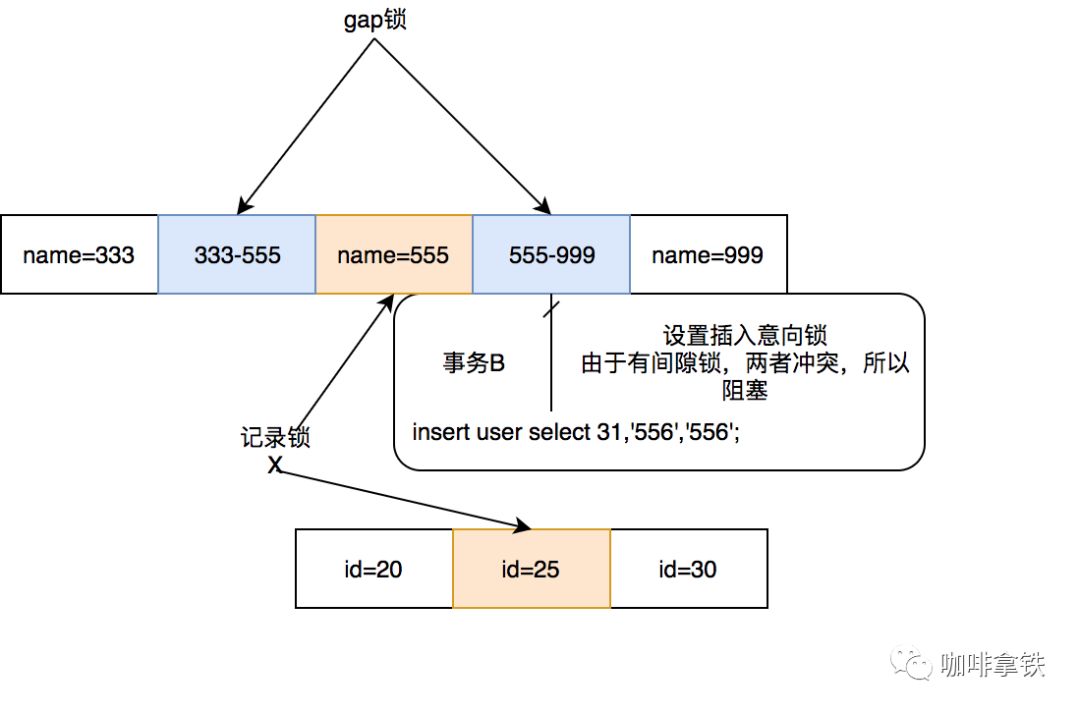 gap锁
name=333
333-555
name=555
555-999
name=999
事务B
设置插入意向锁
由于有间隙锁，两者冲突，所以
阻塞
insert user select 31,'556','556';
记录锁
X
id=20
id=25
id=30
咖啡拿铁